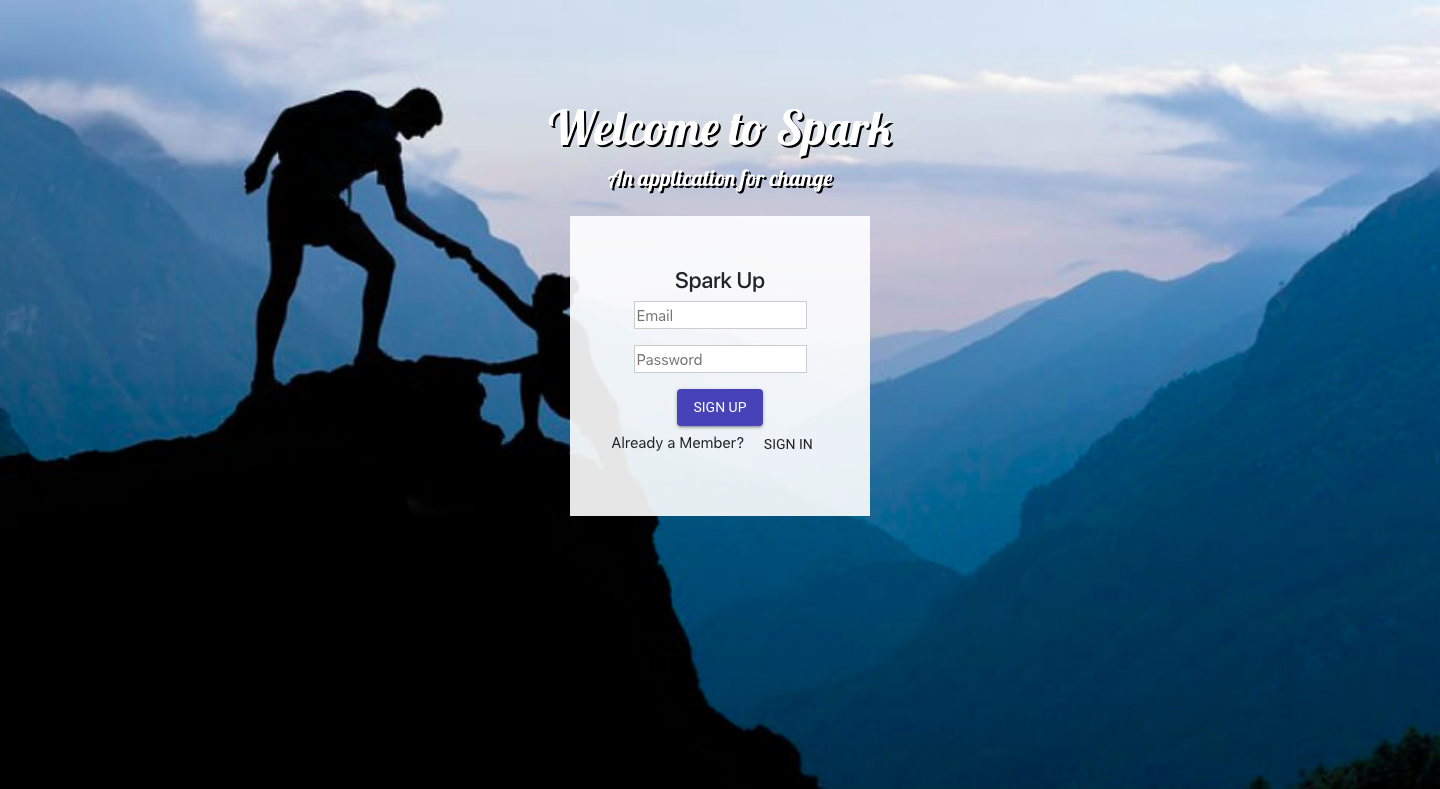 Welcome to Spark
An application for change
Spark Up
Email
Password
SIGN UP
Already a Member? SIGN IN